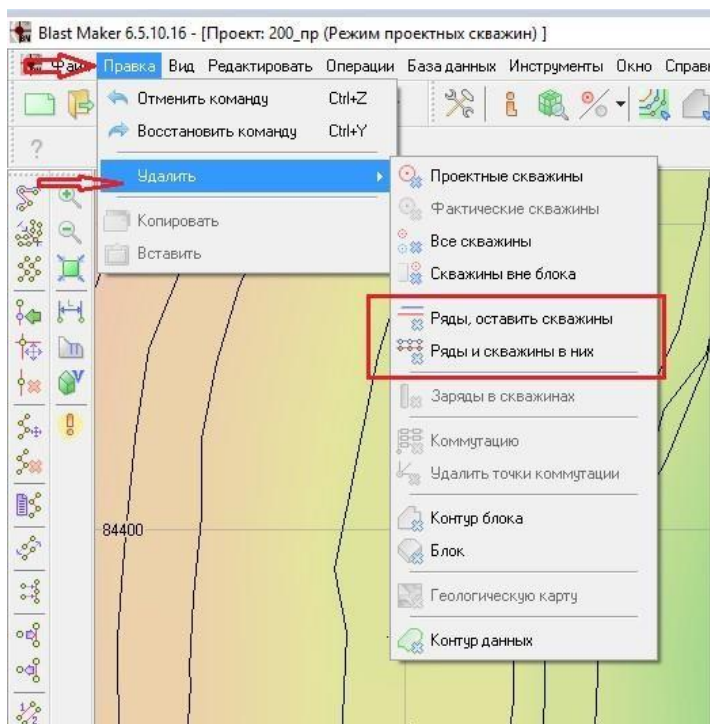 Blast Maker 6.5.10.16 - [Проект: 200_пр (Режим проектных скважин) ]
Правка Вид Редактировать Операции База данных Инструменты Окно Справ
Отменить команду Ctrl+Z
Восстановить команду Ctrl+Y
Удалить
Копировать
Вставить
Проектные скважины
Фактические скважины
Все скважины
Скважины вне блока
Ряды, оставить скважины
Ряды и скважины в них
Заряды в скважинах
Коммутацию
Удалить точки коммутации
Контур блока
Блок
Геологическую карту
Контур данных
84400